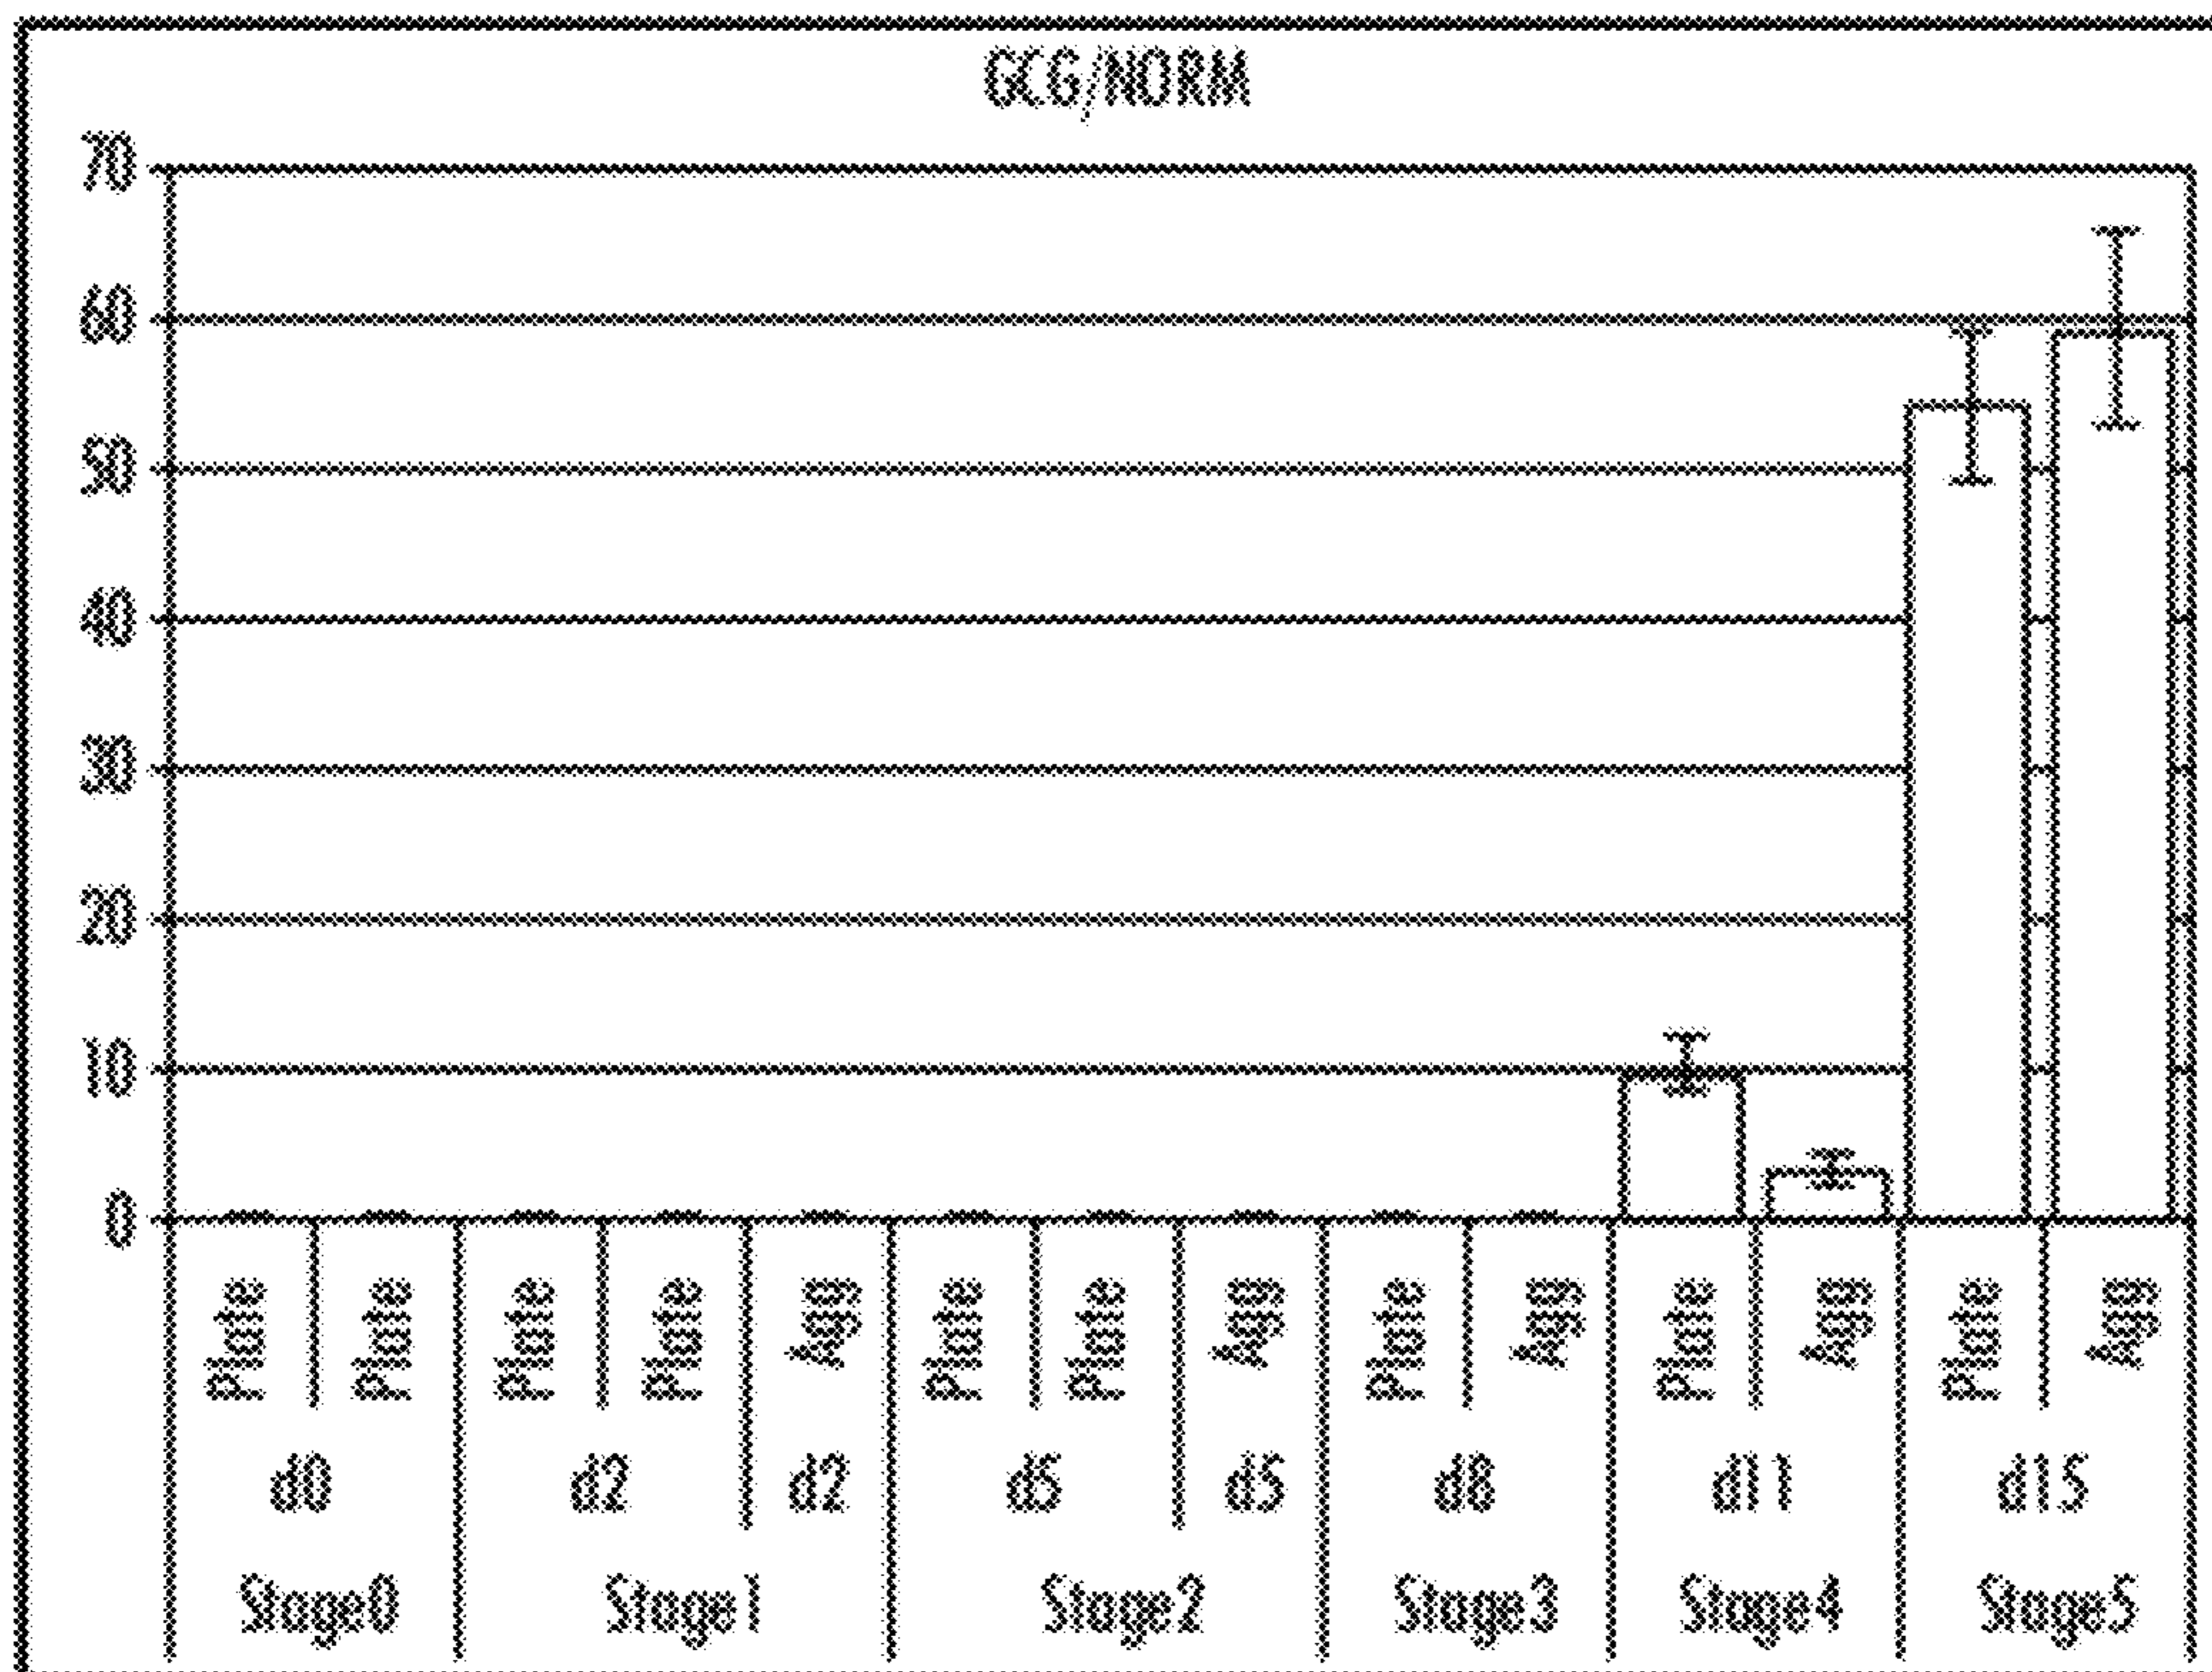 GCG/NORM
70
60
50
40
30
20
10
0
Plate Plate Plate Plate Agg Plate Plate Agg Plate Agg Plate Agg Plate Agg
d0 d2 d2 d5 d5 d8 d11 d15
Stage0 Stage1 Stage2 Stage3 Stage4 Stage5